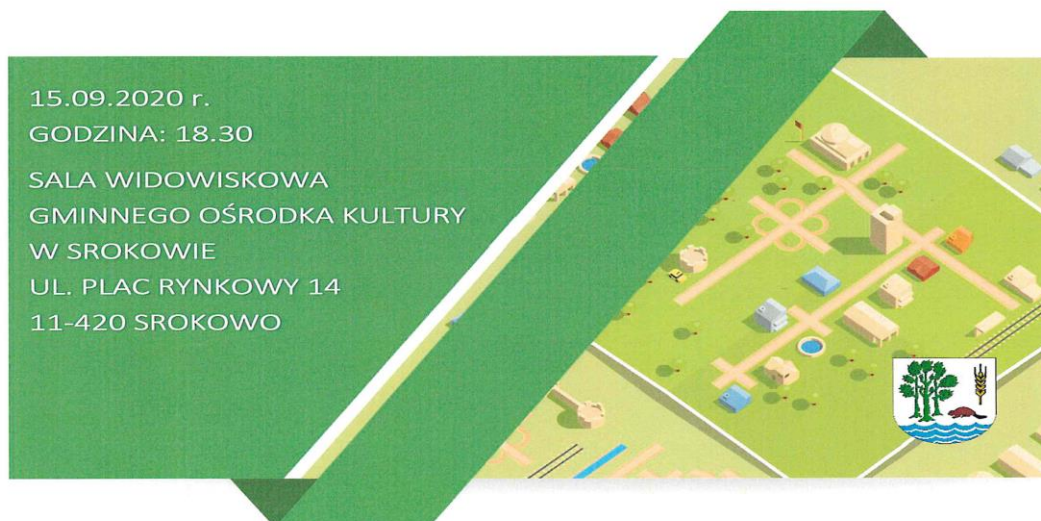 15.09.2020 r.
GODZINA: 18.30
SALA WIDOWISKOWA
GMINNEGO OŚRODKA KULTURY
W SROKOWIE
UL. PLAC RYNKOWY 14
11-420 SROKOWO